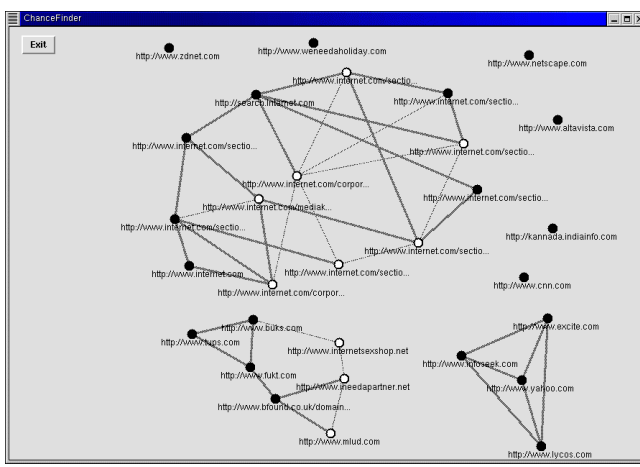 ChanceFinder
Exit
http://www.zdnet.com
http://www.weneedaholiday.com
http://www.netscape.com
http://www.internet.com/sectio...
http://search.internet.com
http://www.internet.com/sectio...
http://www.altavista.com
http://www.internet.com/sectio...
http://www.internet.com/sectio...
http://www.internet.com/corpor...
http://www.internet.com/sectio...
http://www.internet.com/mediak...
http://www.internet.com/sectio...
http://kannada.indiainfo.com
http://www.internet.com/sectio...
http://www.internet.com
http://www.internet.com/sectio...
http://www.cnn.com
http://www.internet.com/corpor...
http://www.buks.com
http://www.excite.com
http://www.tups.com
http://www.internetsexshop.net
http://www.infoseek.com
http://www.fukt.com
http://www.ineedapartner.net
http://www.yahoo.com
http://www.bfound.co.uk/domain...
http://www.mlud.com
http://www.lycos.com